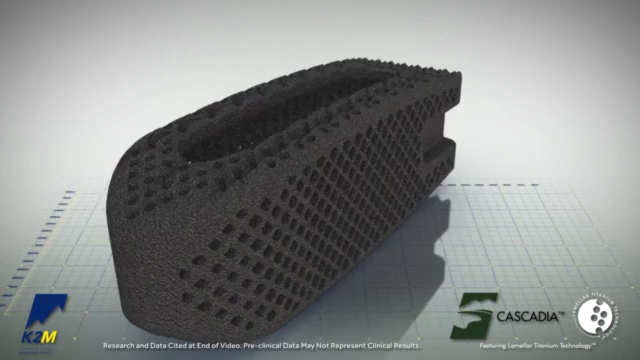 K2M
Research and Data Cited at End of Video. Pre-clinical Data May Not Represent Clinical Results.
CASCADIA™
Featuring Lamellar Titanium Technology™